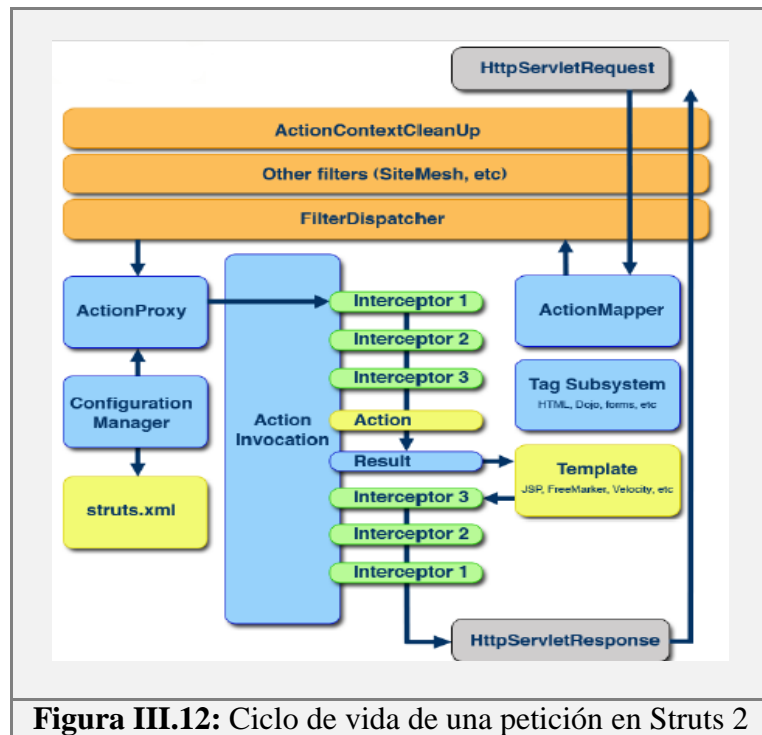 HttpServletRequest
ActionContextCleanUp
Other filters (SiteMesh, etc)
FilterDispatcher
ActionProxy
Configuration
Manager
struts.xml
Action
Invocation
Interceptor 1
Interceptor 2
Interceptor 3
Action
Result
Interceptor 3
Interceptor 2
Interceptor 1
ActionMapper
Tag Subsystem
HTML, Dojo, forms, etc
Template
JSP, FreeMarker, Velocity, etc
HttpServletResponse
Figura III.12: Ciclo de vida de una petición en Struts 2